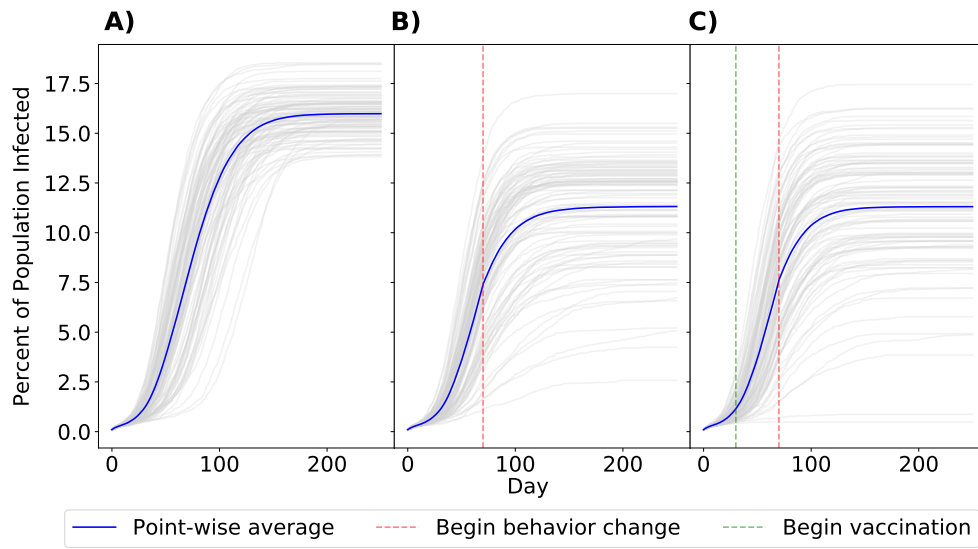 A) B) C)
Percent of Population Infected
17.5
15.0
12.5
10.0
7.5
5.0
2.5
0.0
0 100 200 0 100 200 0 100 200
Day
Point-wise average Begin behavior change Begin vaccination